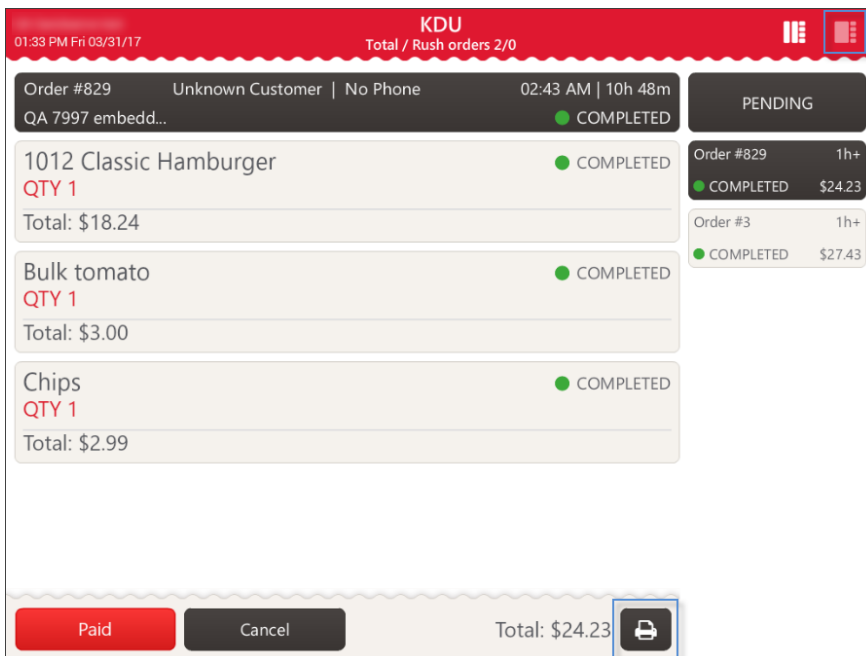 KDU
01:33 PM Fri 03/31/17
Total / Rush orders 2/0
Order #829 Unknown Customer | No Phone 02:43 AM | 10h 48m
QA 7997 embedd... COMPLETED
1012 Classic Hamburger COMPLETED
QTY 1
Total: $18.24
Bulk tomato COMPLETED
QTY 1
Total: $3.00
Chips COMPLETED
QTY 1
Total: $2.99
PENDING
Order #829 1h+
COMPLETED $24.23
Order #3 1h+
COMPLETED $27.43
Paid Cancel Total: $24.23